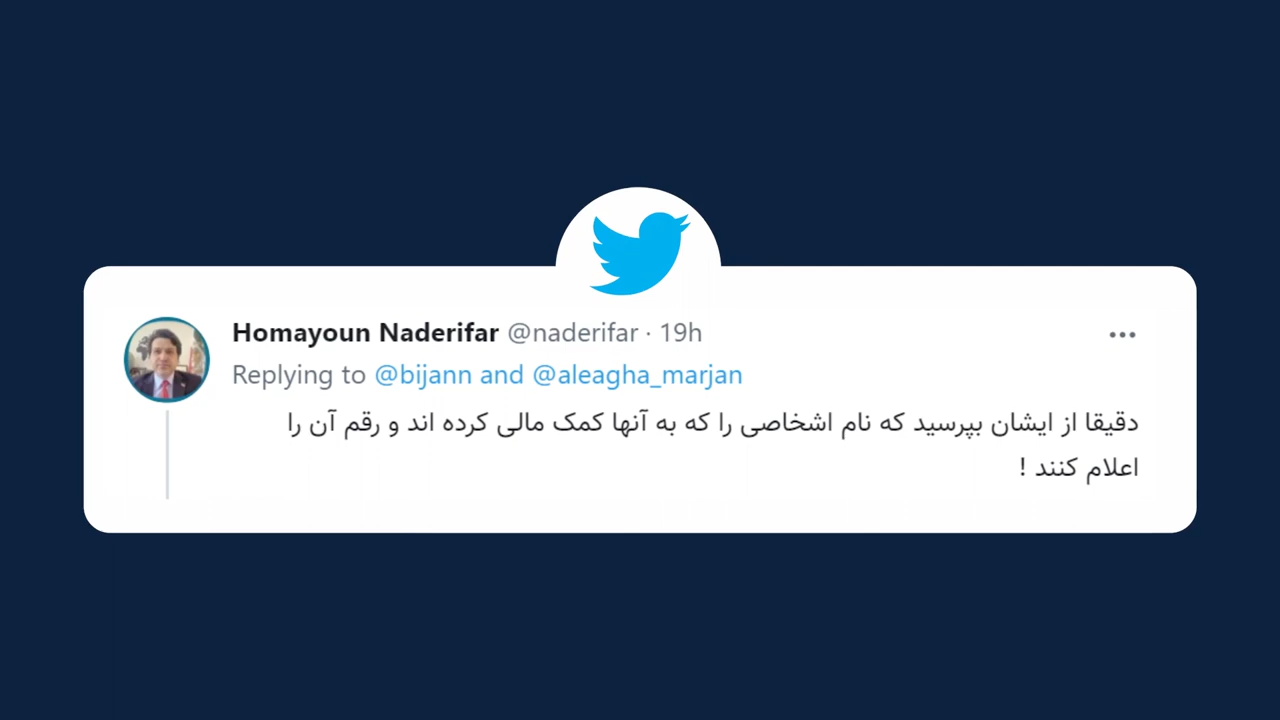 Homayoun Naderifar @naderifar · 19h
Replying to @bijann and @aleagha_marjan
دقیقا از ایشان بپرسید که نام اشخاصی را که به آنها کمک مالی کرده اند و رقم آن را
اعلام کنند !